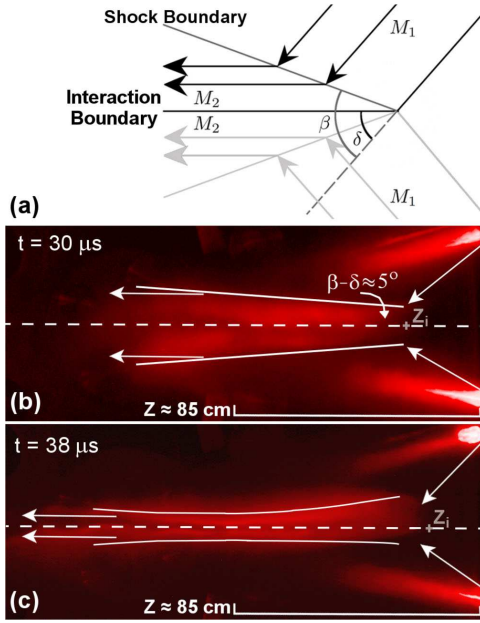 Shock Boundary
M₁
Interaction
Boundary
M₂
M₂
β
δ
M₁
(a)
t = 30 μs
β-δ≈5°
Zᵢ
(b)
Z ≈ 85 cm
t = 38 μs
Zᵢ
(c)
Z ≈ 85 cm